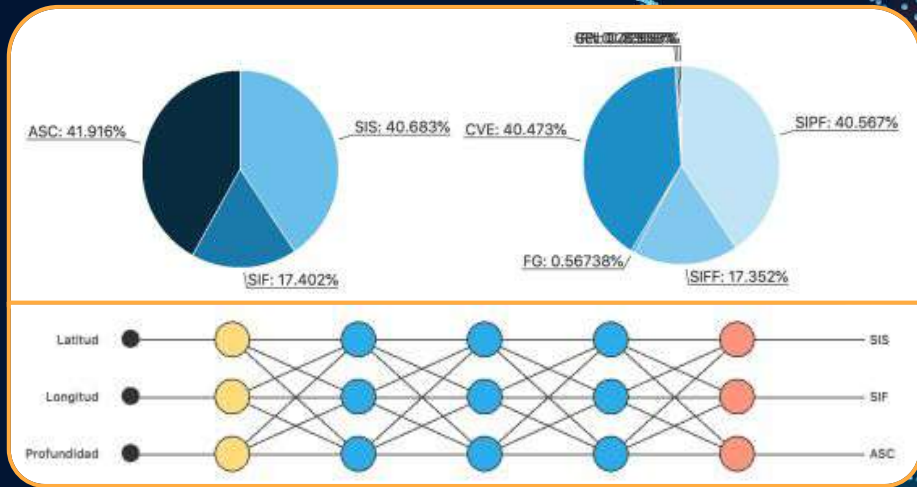 ASC: 41.916%
SIS: 40.683%
SIF: 17.402%
CVE: 40.473%
SIPF: 40.567%
FG: 0.56738%
SIFF: 17.352%
Latitud
SIS
Longitud
SIF
Profundidad
ASC